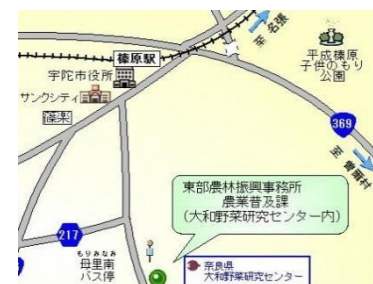 至 名張
榛原駅
宇陀市役所
サンクシティ
篠楽
平成榛原
子供のもり
公園
369
至 曽爾村
東部農林振興事務所
農業普及課
(大和野菜研究センター内)
217
もりみなみ
母里南
バス停
奈良県
大和野菜研究センター